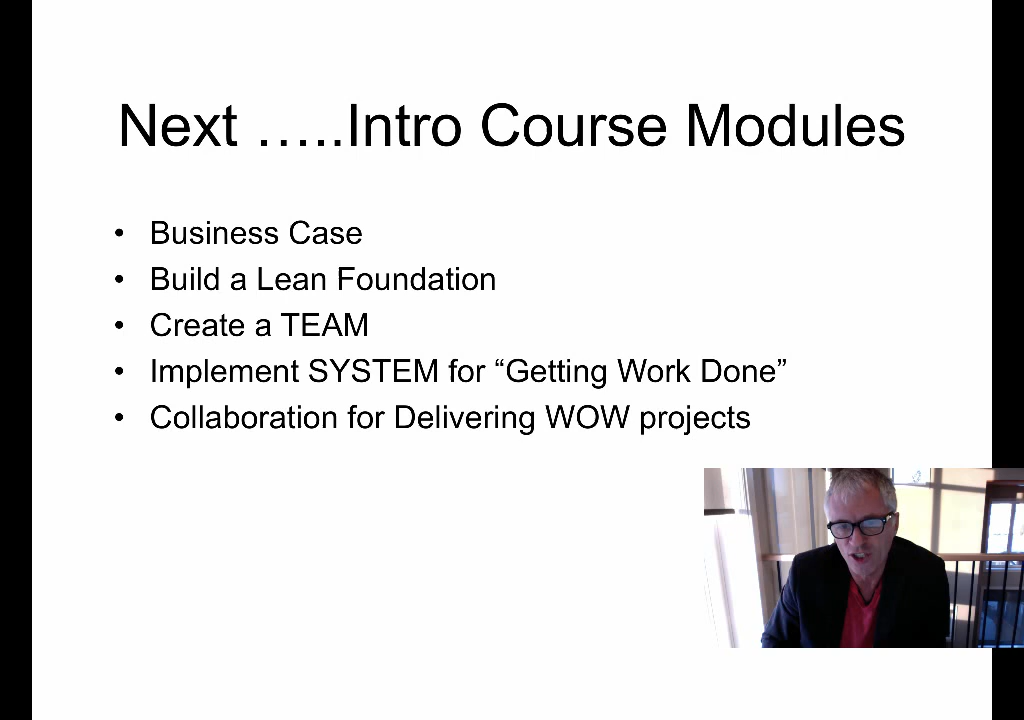 Next …..Intro Course Modules
• Business Case
• Build a Lean Foundation
• Create a TEAM
• Implement SYSTEM for “Getting Work Done”
• Collaboration for Delivering WOW projects